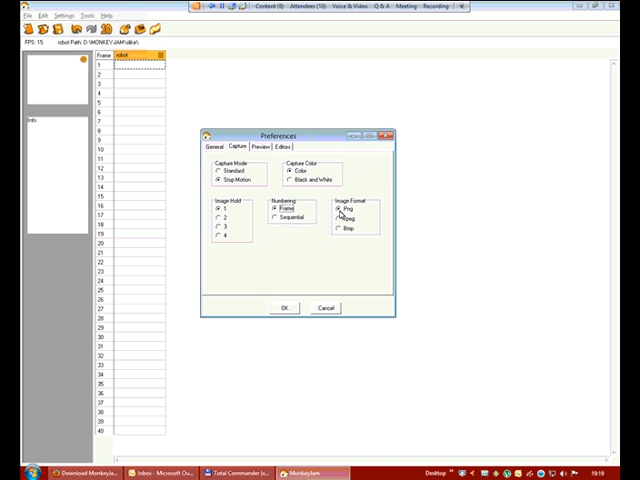 Content (0) Attendees (10) Voice & Video Q & A Meeting Recording
File Edit Settings Tools Help
FPS: 15 robot Path: D:\MONKEYJAM\silika\
Frame robot
1
2
3
4
5
6
7
8
9
10
11
12
13
14
15
16
17
18
19
20
21
22
23
24
25
26
27
28
29
30
31
32
33
34
35
36
37
38
39
40
Info
Preferences
General Capture Preview Editors
Capture Mode
Standard
Stop Motion
Capture Color
Color
Black and White
Image Hold
1
2
3
4
Numbering
Frame
Sequential
Image Format
Png
Jpeg
Bmp
OK Cancel
Download MonkeyJa... Inbox - Microsoft Ou... Total Commander (x... MonkeyJam Desktop 19:19